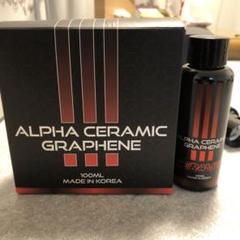 ALPHA CERAMIC
GRAPHENE
100ML
MADE IN KOREA